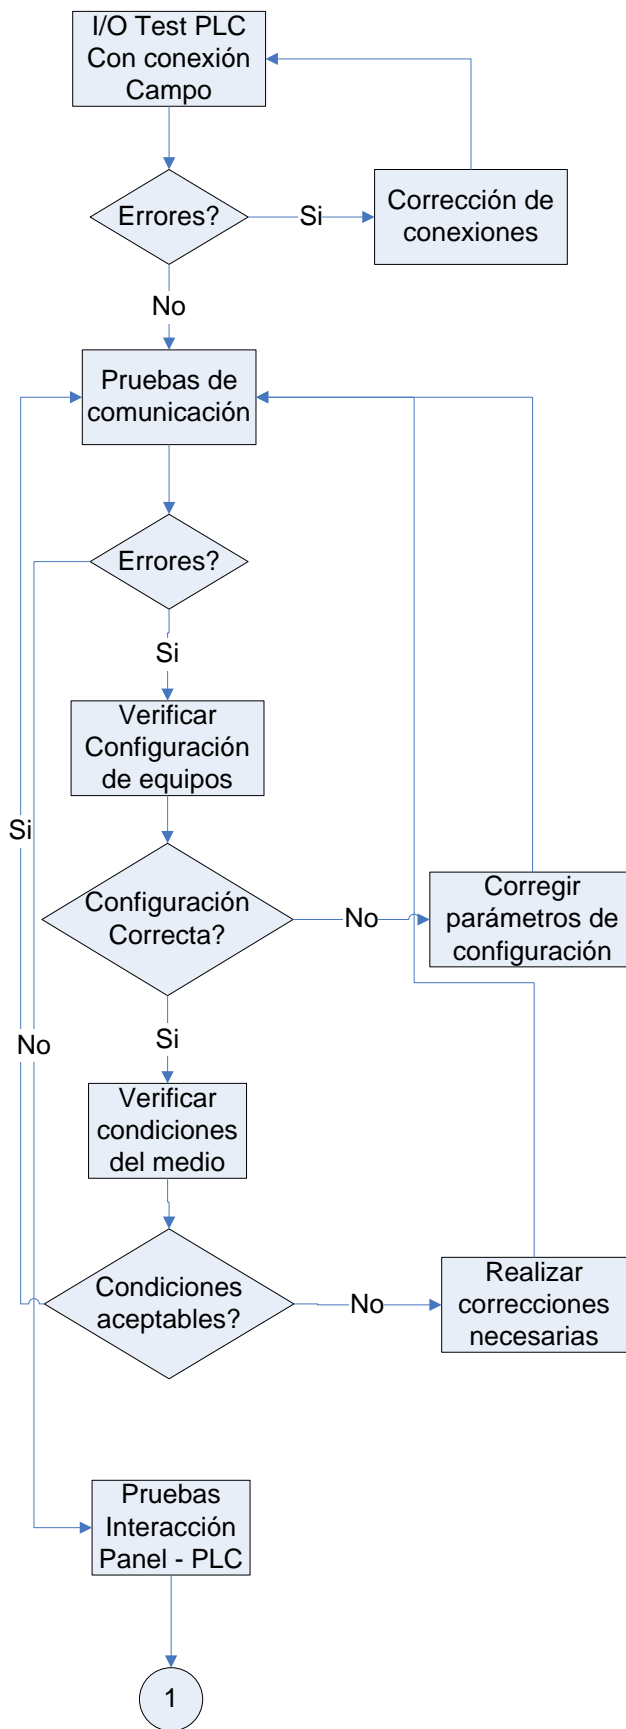 I/O Test PLC
Con conexión
Campo
Errores?
Si
Corrección de
conexiones
No
Pruebas de
comunicación
Errores?
Si
Verificar
Configuración
de equipos
Si
Configuración
Correcta?
No
Corregir
parámetros de
configuración
No
Si
Verificar
condiciones
del medio
Condiciones
aceptables?
No
Realizar
correcciones
necesarias
Pruebas
Interacción
Panel - PLC
1